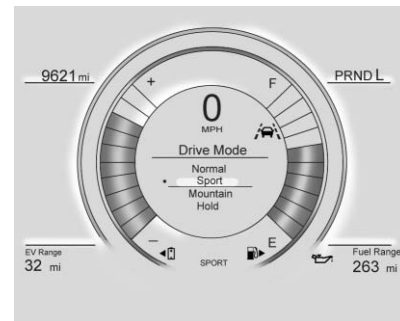 9621 mi
PRND L
+
F
0
MPH
Drive Mode
Normal
• Sport
Mountain
Hold
−
E
SPORT
EV Range
32 mi
Fuel Range
263 mi